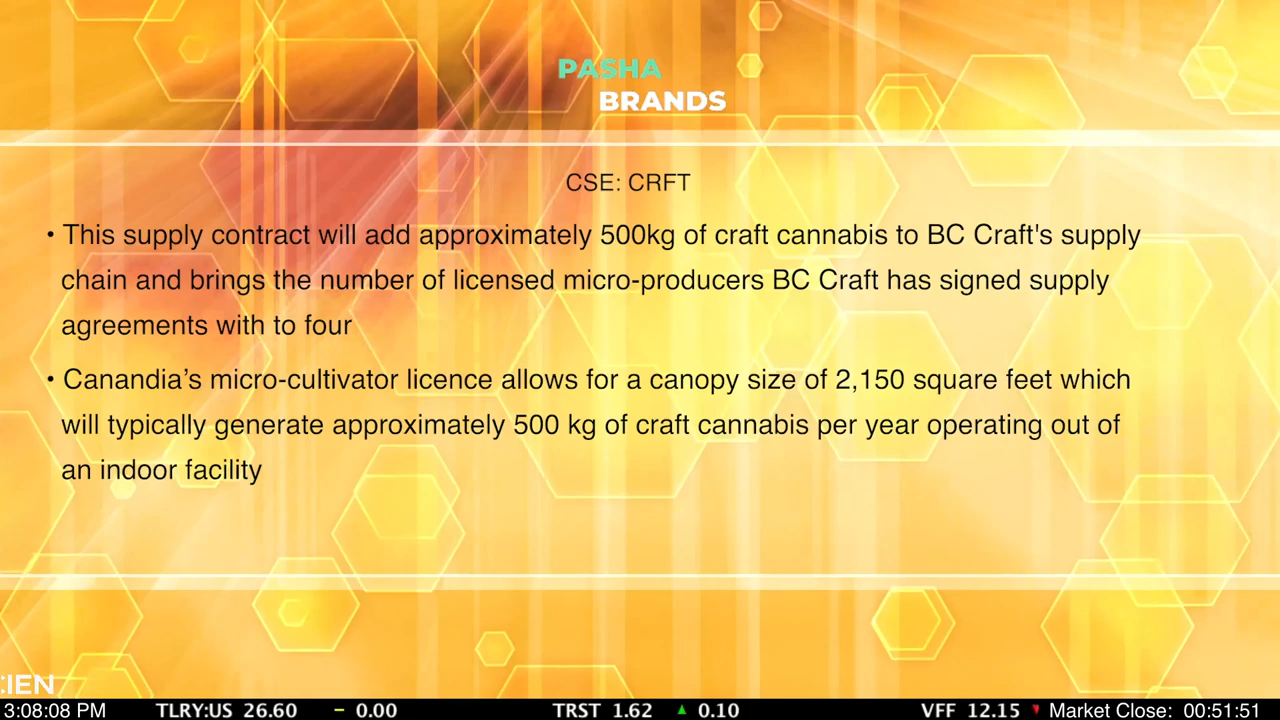 PASHA
BRANDS
CSE: CRFT
• This supply contract will add approximately 500kg of craft cannabis to BC Craft's supply
chain and brings the number of licensed micro-producers BC Craft has signed supply
agreements with to four
• Canandia’s micro-cultivator licence allows for a canopy size of 2,150 square feet which
will typically generate approximately 500 kg of craft cannabis per year operating out of
an indoor facility
:IEN
3:08:08 PM TLRY:US 26.60 – 0.00 TRST 1.62 ▲ 0.10 VFF 12.15 ▼ Market Close: 00:51:51